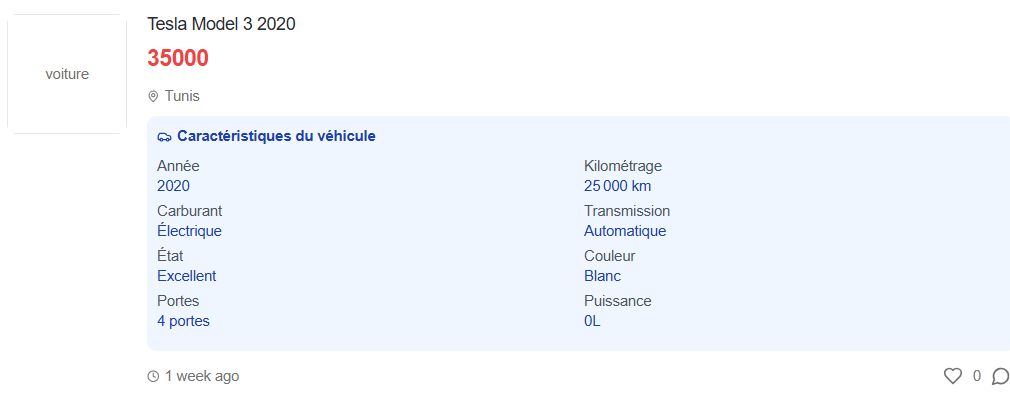 voiture
Tesla Model 3 2020
35000
Tunis
Caractéristiques du véhicule
Année
2020
Kilométrage
25 000 km
Carburant
Électrique
Transmission
Automatique
État
Excellent
Couleur
Blanc
Portes
4 portes
Puissance
0L
1 week ago
0